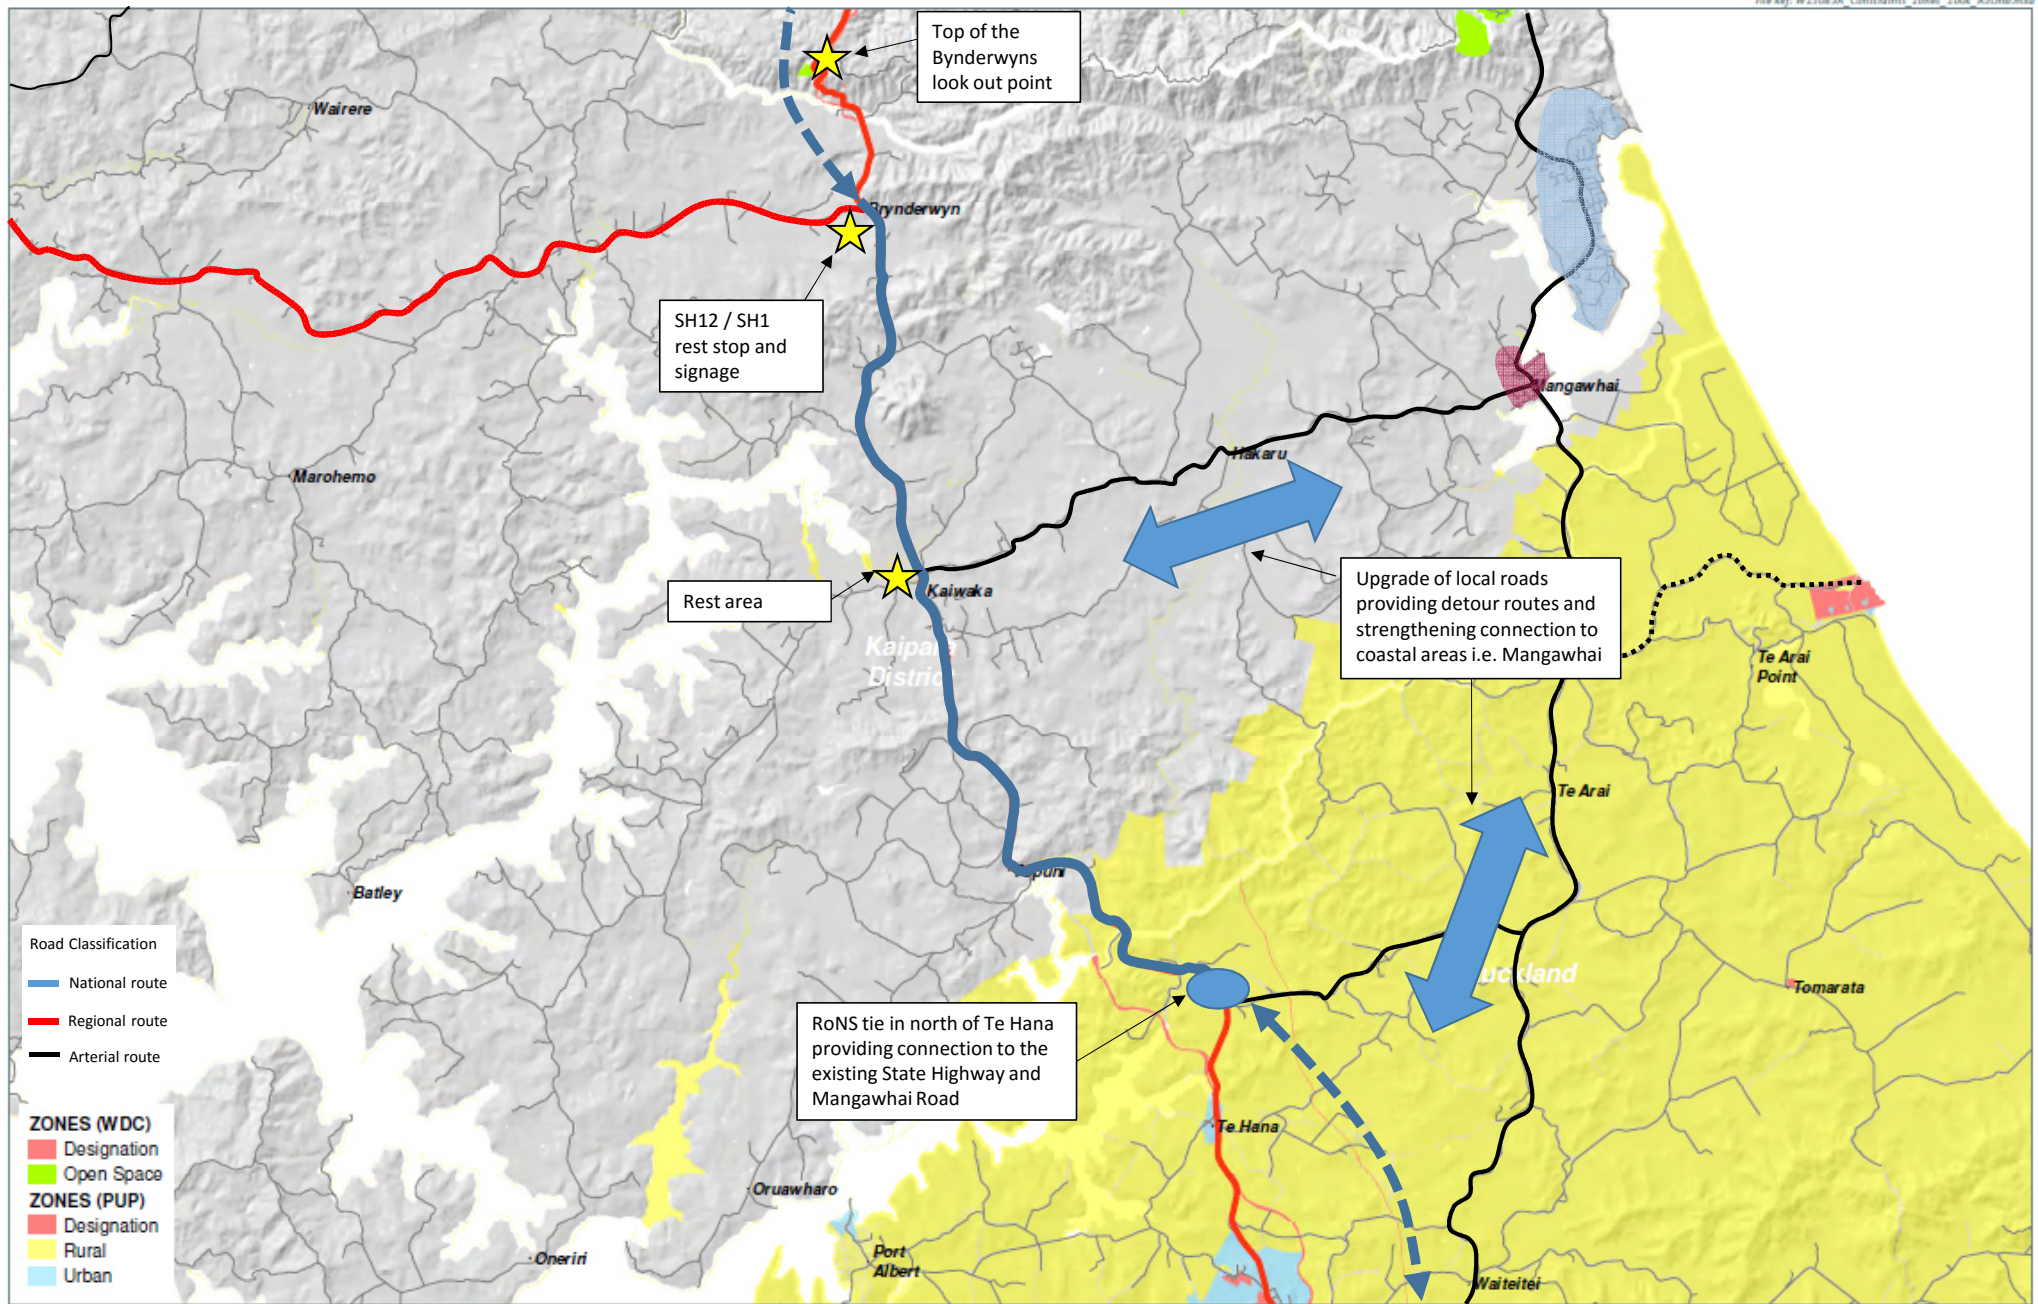 Top of the
Bynderwyns
look out point
Wairere
Brynderwyn
SH12 / SH1
rest stop and
signage
Mangawhai
Hakaru
Marohemo
Rest area
Kaiwaka
Kaipara
District
Upgrade of local roads
providing detour routes and
strengthening connection to
coastal areas i.e. Mangawhai
Te Arai
Point
Te Arai
Batley
Road Classification
National route
Regional route
Arterial route
Tomarata
RoNS tie in north of Te Hana
providing connection to the
existing State Highway and
Mangawhai Road
ZONES (WDC)
Designation
Open Space
ZONES (PUP)
Designation
Rural
Urban
Te Hana
Oruawharo
Oneriri
Port
Albert
Waiteitei